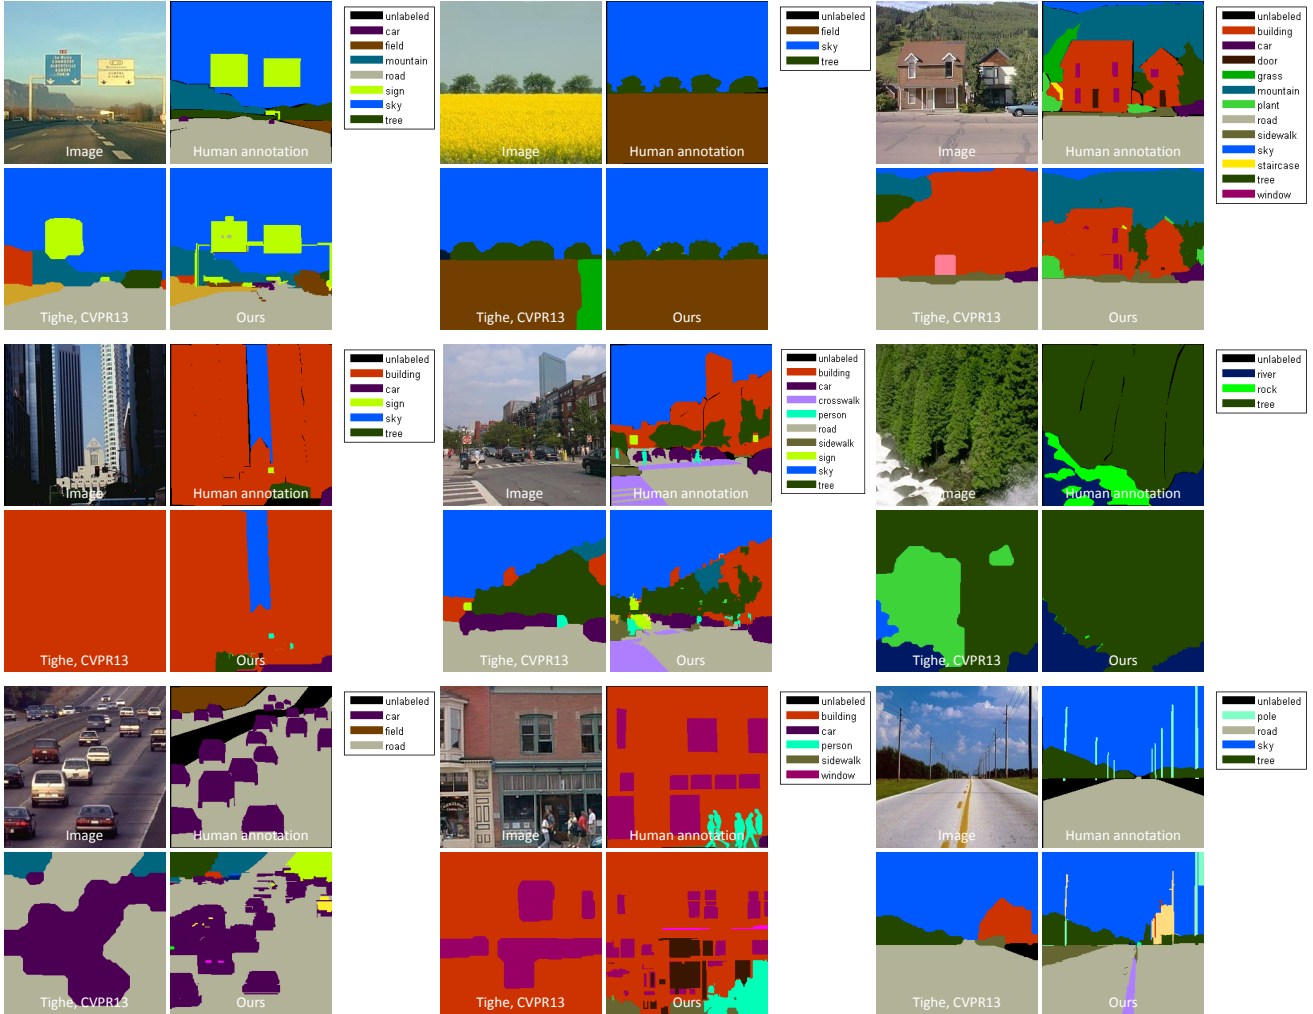 Image
Human annotation
unlabeled
car
field
mountain
road
sign
sky
tree
Tighe, CVPR13
Ours
Image
Human annotation
unlabeled
field
sky
tree
Tighe, CVPR13
Ours
Image
Human annotation
unlabeled
building
car
door
grass
mountain
plant
road
sidewalk
sky
staircase
tree
window
Tighe, CVPR13
Ours
Image
Human annotation
unlabeled
building
car
sign
sky
tree
Ours
Image
Human annotation
unlabeled
building
car
crosswalk
person
road
sidewalk
sign
sky
tree
Tighe, CVPR13
Ours
Image
Human annotation
unlabeled
river
rock
tree
Tighe, CVPR13
Ours
Tighe, CVPR13
Image
Human annotation
unlabeled
car
field
road
Tighe, CVPR13
Ours
Image
Human annotation
unlabeled
building
car
person
sidewalk
window
Tighe, CVPR13
Ours
Image
Human annotation
unlabeled
pole
road
sky
tree
Tighe, CVPR13
Ours